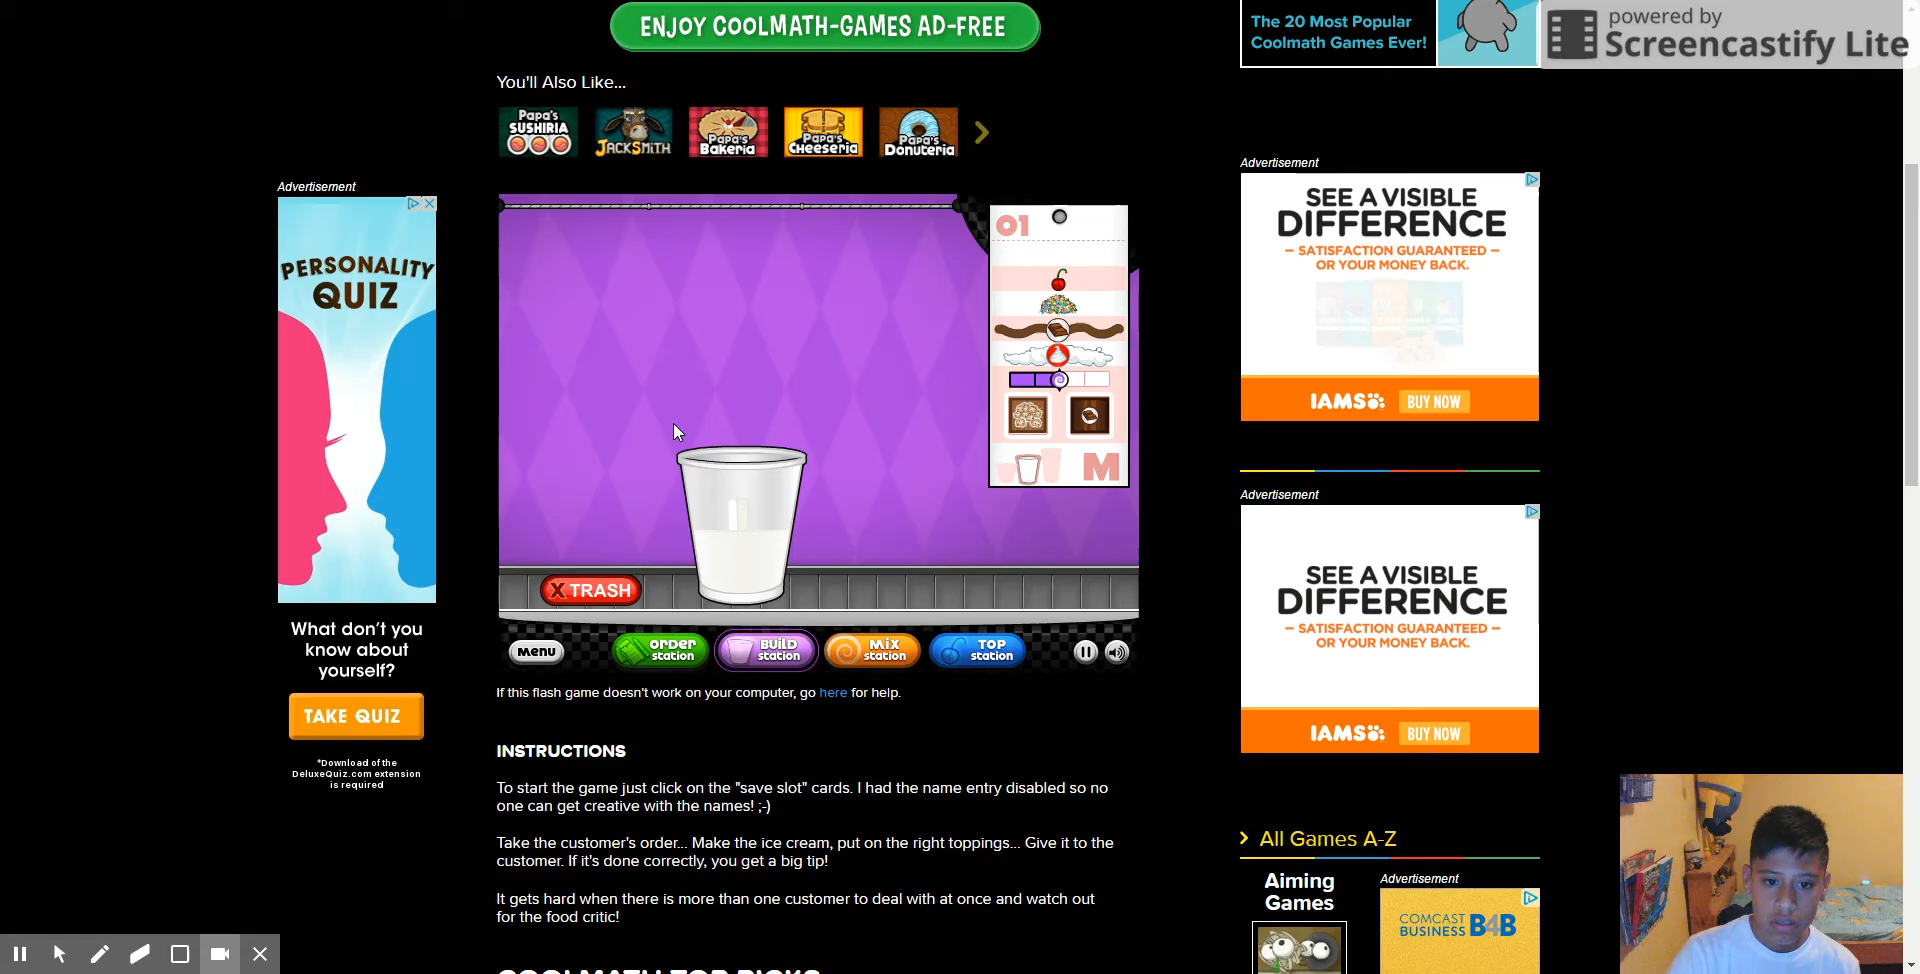 ENJOY COOLMATH-GAMES AD-FREE
The 20 Most Popular
Coolmath Games Ever!
powered by
Screencastify Lite
You'll Also Like...
Papa's SUSHIRIA
JACKSMITH
Papa's Bakeria
Papa's Cheeseria
Papa's Donuteria
Advertisement
PERSONALITY
QUIZ
What don't you
know about
yourself?
TAKE QUIZ
*Download of the
DeluxeQuiz.com extension
is required
01
M
X TRASH
MENU
ORDER station
BUILD station
MIX station
TOP station
If this flash game doesn't work on your computer, go here for help.
INSTRUCTIONS
To start the game just click on the "save slot" cards. I had the name entry disabled so no
one can get creative with the names! ;-)
Take the customer's order... Make the ice cream, put on the right toppings... Give it to the
customer. If it's done correctly, you get a big tip!
It gets hard when there is more than one customer to deal with at once and watch out
for the food critic!
COOLMATH TOP PICKS
Advertisement
SEE A VISIBLE
DIFFERENCE
– SATISFACTION GUARANTEED –
OR YOUR MONEY BACK.
IAMS BUY NOW
Advertisement
SEE A VISIBLE
DIFFERENCE
– SATISFACTION GUARANTEED –
OR YOUR MONEY BACK.
IAMS BUY NOW
All Games A-Z
Aiming
Games
Advertisement
COMCAST
BUSINESS B4B